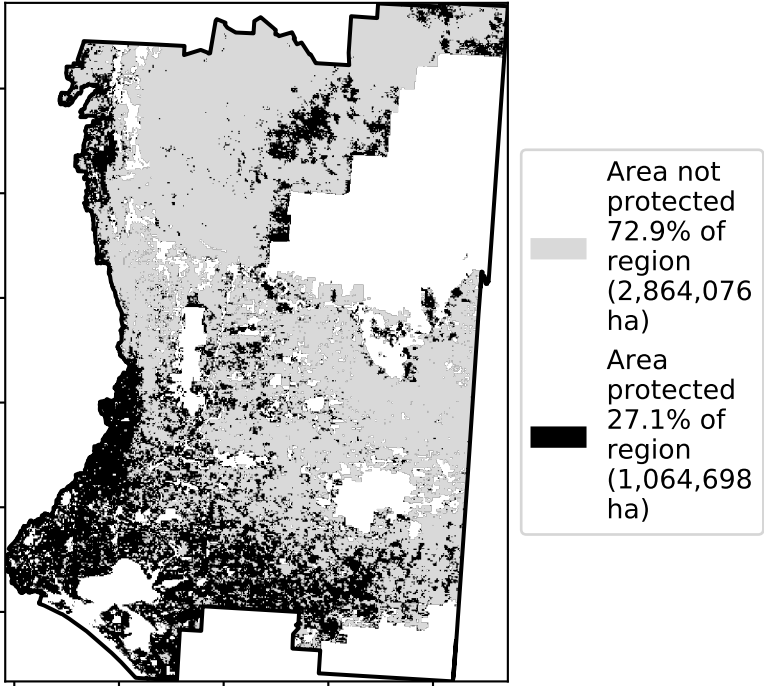 Area not
protected
72.9% of
region
(2,864,076
ha)
Area
protected
27.1% of
region
(1,064,698
ha)